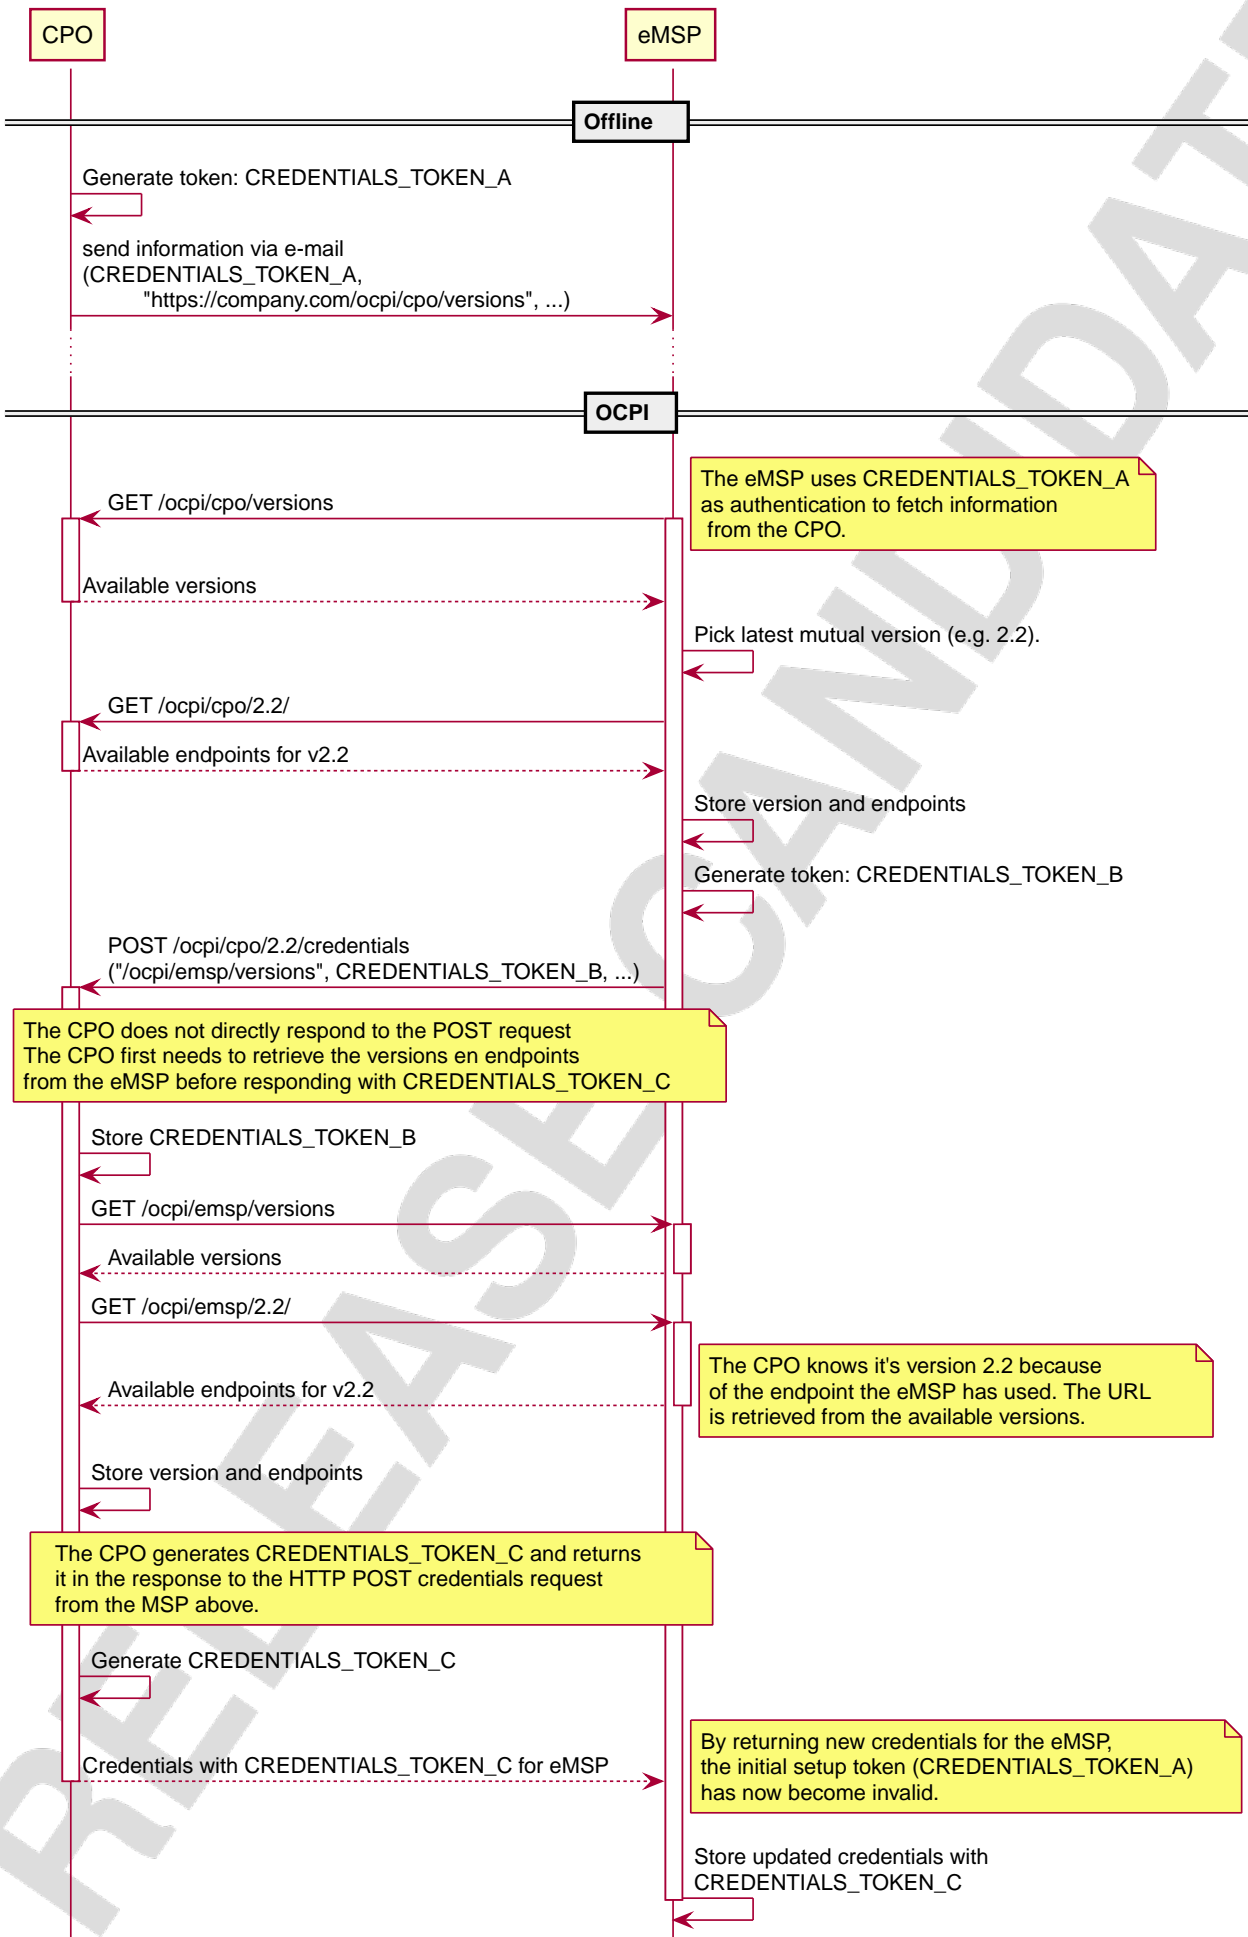 CPO
eMSP
Offline
Generate token: CREDENTIALS_TOKEN_A
send information via e-mail
(CREDENTIALS_TOKEN_A,
"https://company.com/ocpi/cpo/versions", ...)
OCPI
The eMSP uses CREDENTIALS_TOKEN_A
as authentication to fetch information
from the CPO.
GET /ocpi/cpo/versions
Available versions
Pick latest mutual version (e.g. 2.2).
GET /ocpi/cpo/2.2/
Available endpoints for v2.2
Store version and endpoints
Generate token: CREDENTIALS_TOKEN_B
POST /ocpi/cpo/2.2/credentials
("/ocpi/emsp/versions", CREDENTIALS_TOKEN_B, ...)
The CPO does not directly respond to the POST request
The CPO first needs to retrieve the versions en endpoints
from the eMSP before responding with CREDENTIALS_TOKEN_C
Store CREDENTIALS_TOKEN_B
GET /ocpi/emsp/versions
Available versions
GET /ocpi/emsp/2.2/
The CPO knows it's version 2.2 because
of the endpoint the eMSP has used. The URL
is retrieved from the available versions.
Available endpoints for v2.2
Store version and endpoints
The CPO generates CREDENTIALS_TOKEN_C and returns
it in the response to the HTTP POST credentials request
from the MSP above.
Generate CREDENTIALS_TOKEN_C
By returning new credentials for the eMSP,
the initial setup token (CREDENTIALS_TOKEN_A)
has now become invalid.
Credentials with CREDENTIALS_TOKEN_C for eMSP
Store updated credentials with
CREDENTIALS_TOKEN_C
RELEASE CANDIDAT